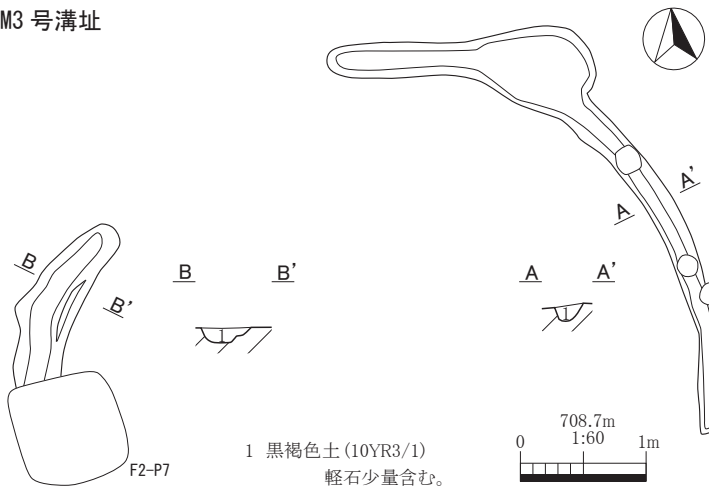 M3 号溝址
A'
A
B
B'
B B'
A A'
1
1
F2-P7
1 黒褐色土(10YR3/1)
軽石少量含む。
708.7m
0 1:60 1m